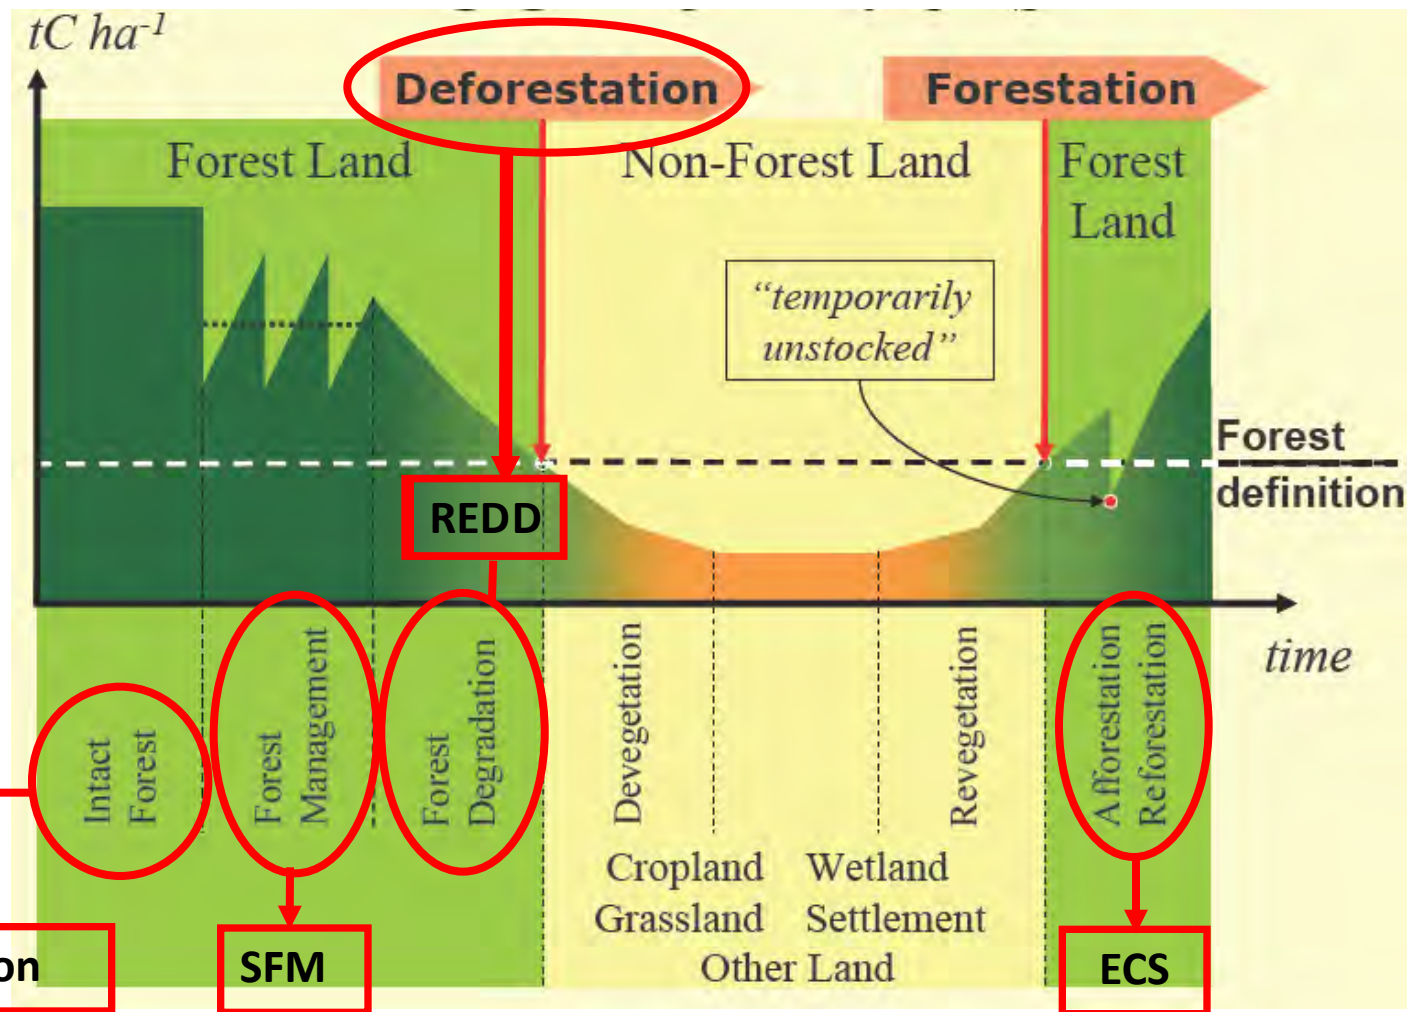 tC ha⁻¹
Deforestation
Forestation
Forest Land
Non-Forest Land
Forest
Land
“temporarily
unstocked”
Forest
definition
REDD
time
Intact
Forest
Forest
Management
Forest
Degradation
Devegetation
Revegetation
Afforestation
Reforestation
Cropland Wetland
Grassland Settlement
Other Land
on
SFM
ECS